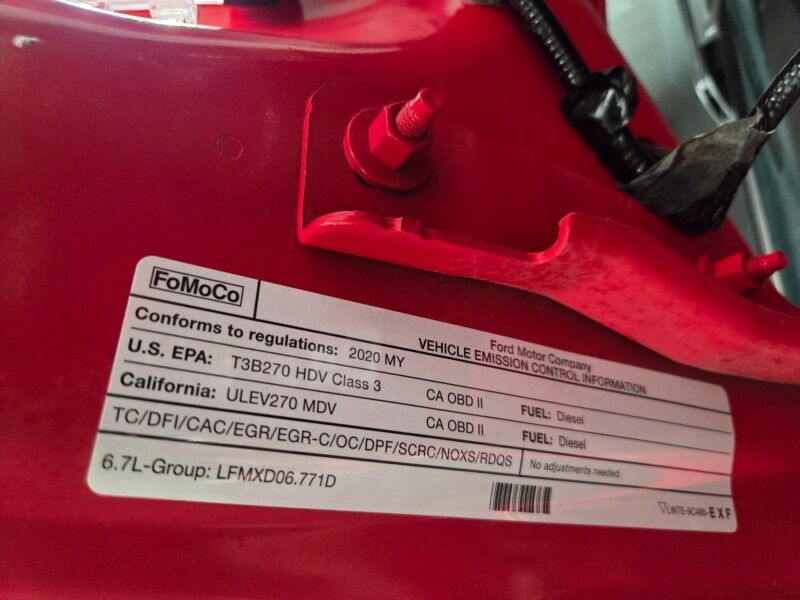 FoMoCo
Ford Motor Company
VEHICLE EMISSION CONTROL INFORMATION
Conforms to regulations: 2020 MY
U.S. EPA: T3B270 HDV Class 3 CA OBD II FUEL: Diesel
California: ULEV270 MDV CA OBD II FUEL: Diesel
TC/DFI/CAC/EGR/EGR-C/OC/DPF/SCRC/NOXS/RDQS No adjustments needed.
6.7L-Group: LFMXD06.771D
LW7E-9C485-EXF